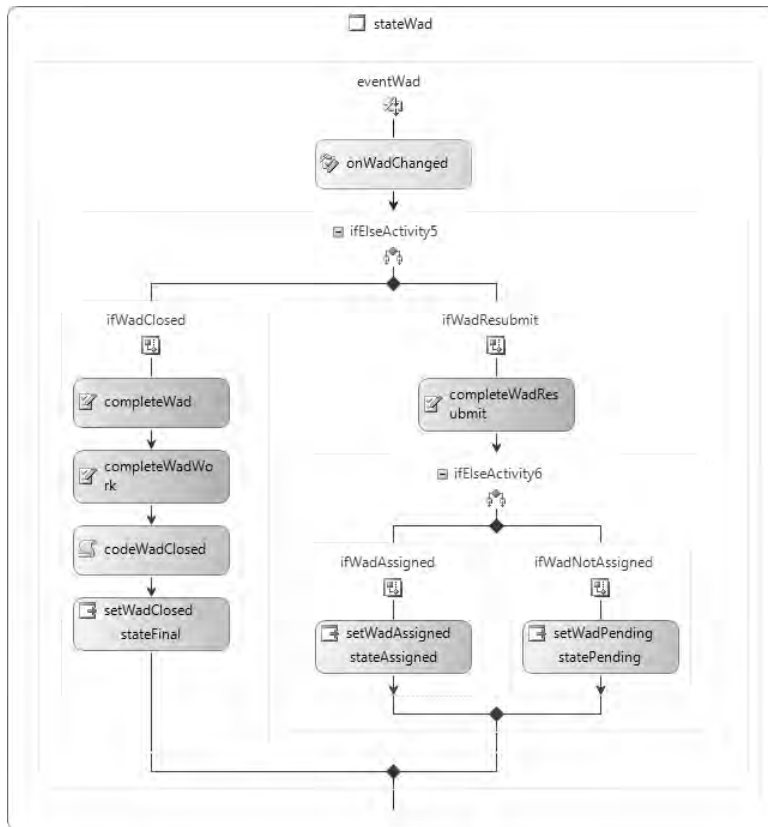 stateWad
eventWad
onWadChanged
ifElseActivity5
ifWadClosed
ifWadResubmit
completeWad
completeWadRes
ubmit
completeWadWo
rk
ifElseActivity6
codeWadClosed
ifWadAssigned
ifWadNotAssigned
setWadClosed
stateFinal
setWadAssigned
stateAssigned
setWadPending
statePending